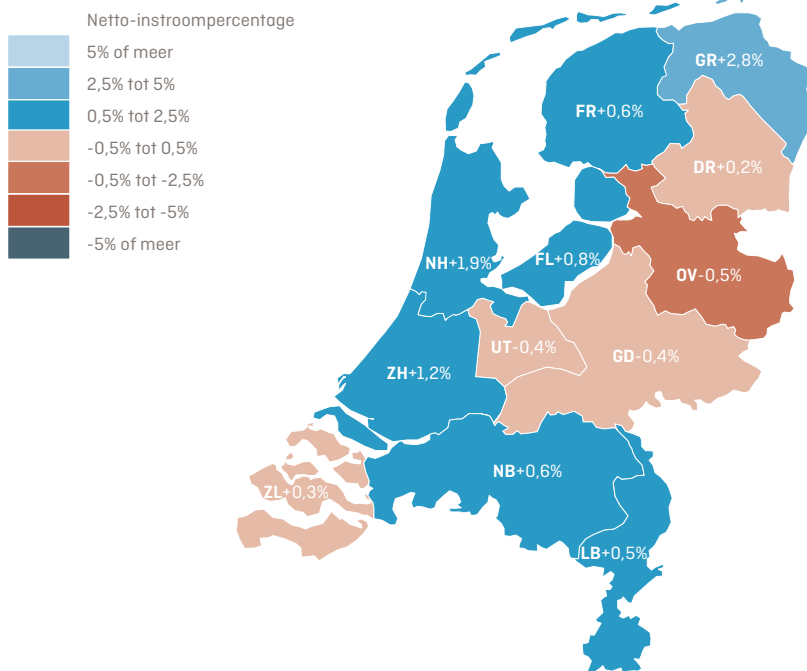 Netto-instroompercentage
5% of meer
2,5% tot 5%
0,5% tot 2,5%
-0,5% tot 0,5%
-0,5% tot -2,5%
-2,5% tot -5%
-5% of meer
GR+2,8%
FR+0,6%
DR+0,2%
NH+1,9%
FL+0,8%
OV-0,5%
UT-0,4%
GD-0,4%
ZH+1,2%
NB+0,6%
ZL+0,3%
LB+0,5%